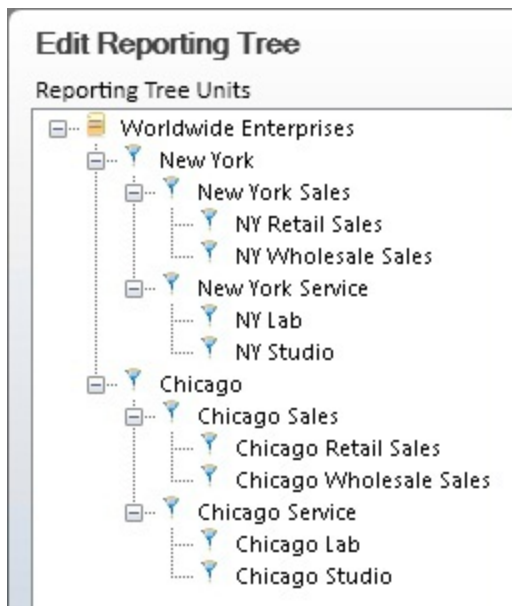 Edit Reporting Tree
Reporting Tree Units
Worldwide Enterprises
New York
New York Sales
NY Retail Sales
NY Wholesale Sales
New York Service
NY Lab
NY Studio
Chicago
Chicago Sales
Chicago Retail Sales
Chicago Wholesale Sales
Chicago Service
Chicago Lab
Chicago Studio